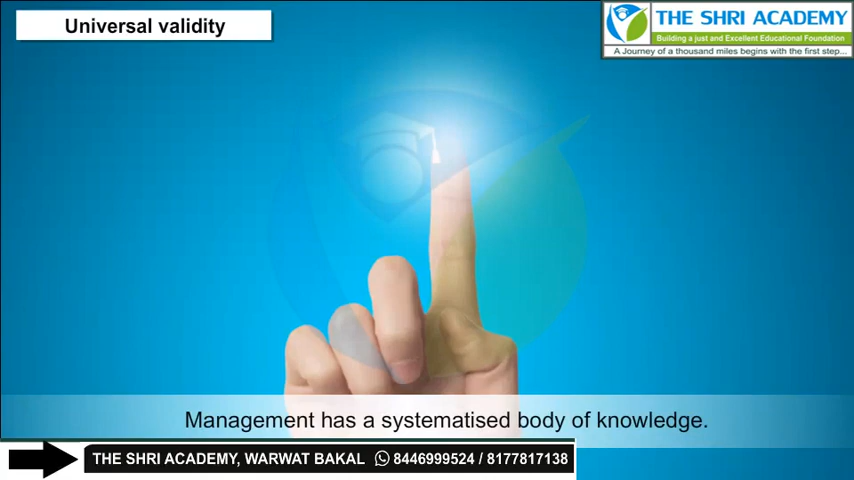 Universal validity
THE SHRI ACADEMY
Building a just and Excellent Educational Foundation
A Journey of a thousand miles begins with the first step...
Management has a systematised body of knowledge.
THE SHRI ACADEMY, WARWAT BAKAL 8446999524 / 8177817138